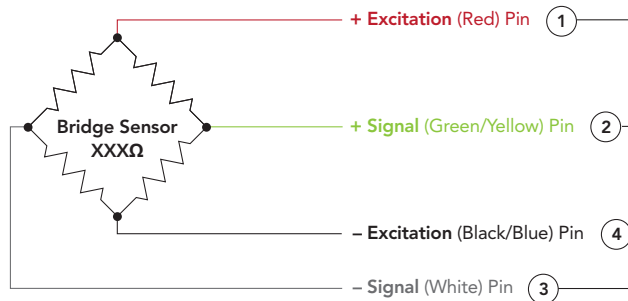 + Excitation (Red) Pin 1
Bridge Sensor
XXXΩ
+ Signal (Green/Yellow) Pin 2
– Excitation (Black/Blue) Pin 4
– Signal (White) Pin 3